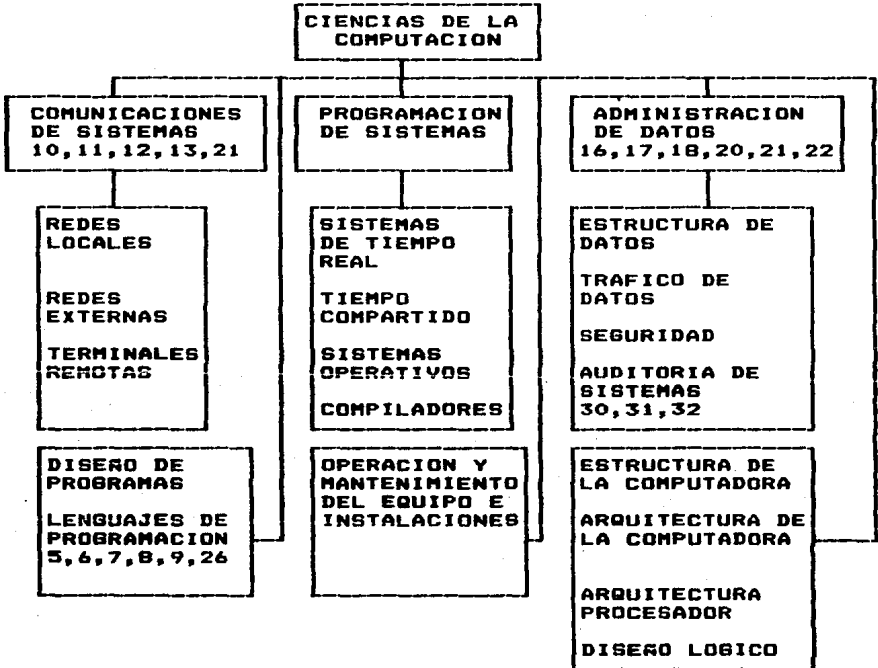 CIENCIAS DE LA
COMPUTACION
COMUNICACIONES
DE SISTEMAS
10,11,12,13,21
PROGRAMACION
DE SISTEMAS
ADMINISTRACION
DE DATOS
16,17,18,20,21,22
REDES
LOCALES
REDES
EXTERNAS
TERMINALES
REMOTAS
SISTEMAS
DE TIEMPO
REAL
TIEMPO
COMPARTIDO
SISTEMAS
OPERATIVOS
COMPILADORES
ESTRUCTURA DE
DATOS
TRAFICO DE
DATOS
SEGURIDAD
AUDITORIA DE
SISTEMAS
30,31,32
DISEÑO DE
PROGRAMAS
LENGUAJES DE
PROGRAMACION
5,6,7,8,9,26
OPERACION Y
MANTENIMIENTO
DEL EQUIPO E
INSTALACIONES
ESTRUCTURA DE
LA COMPUTADORA
ARQUITECTURA DE
LA COMPUTADORA
ARQUITECTURA
PROCESADOR
DISEÑO LOGICO